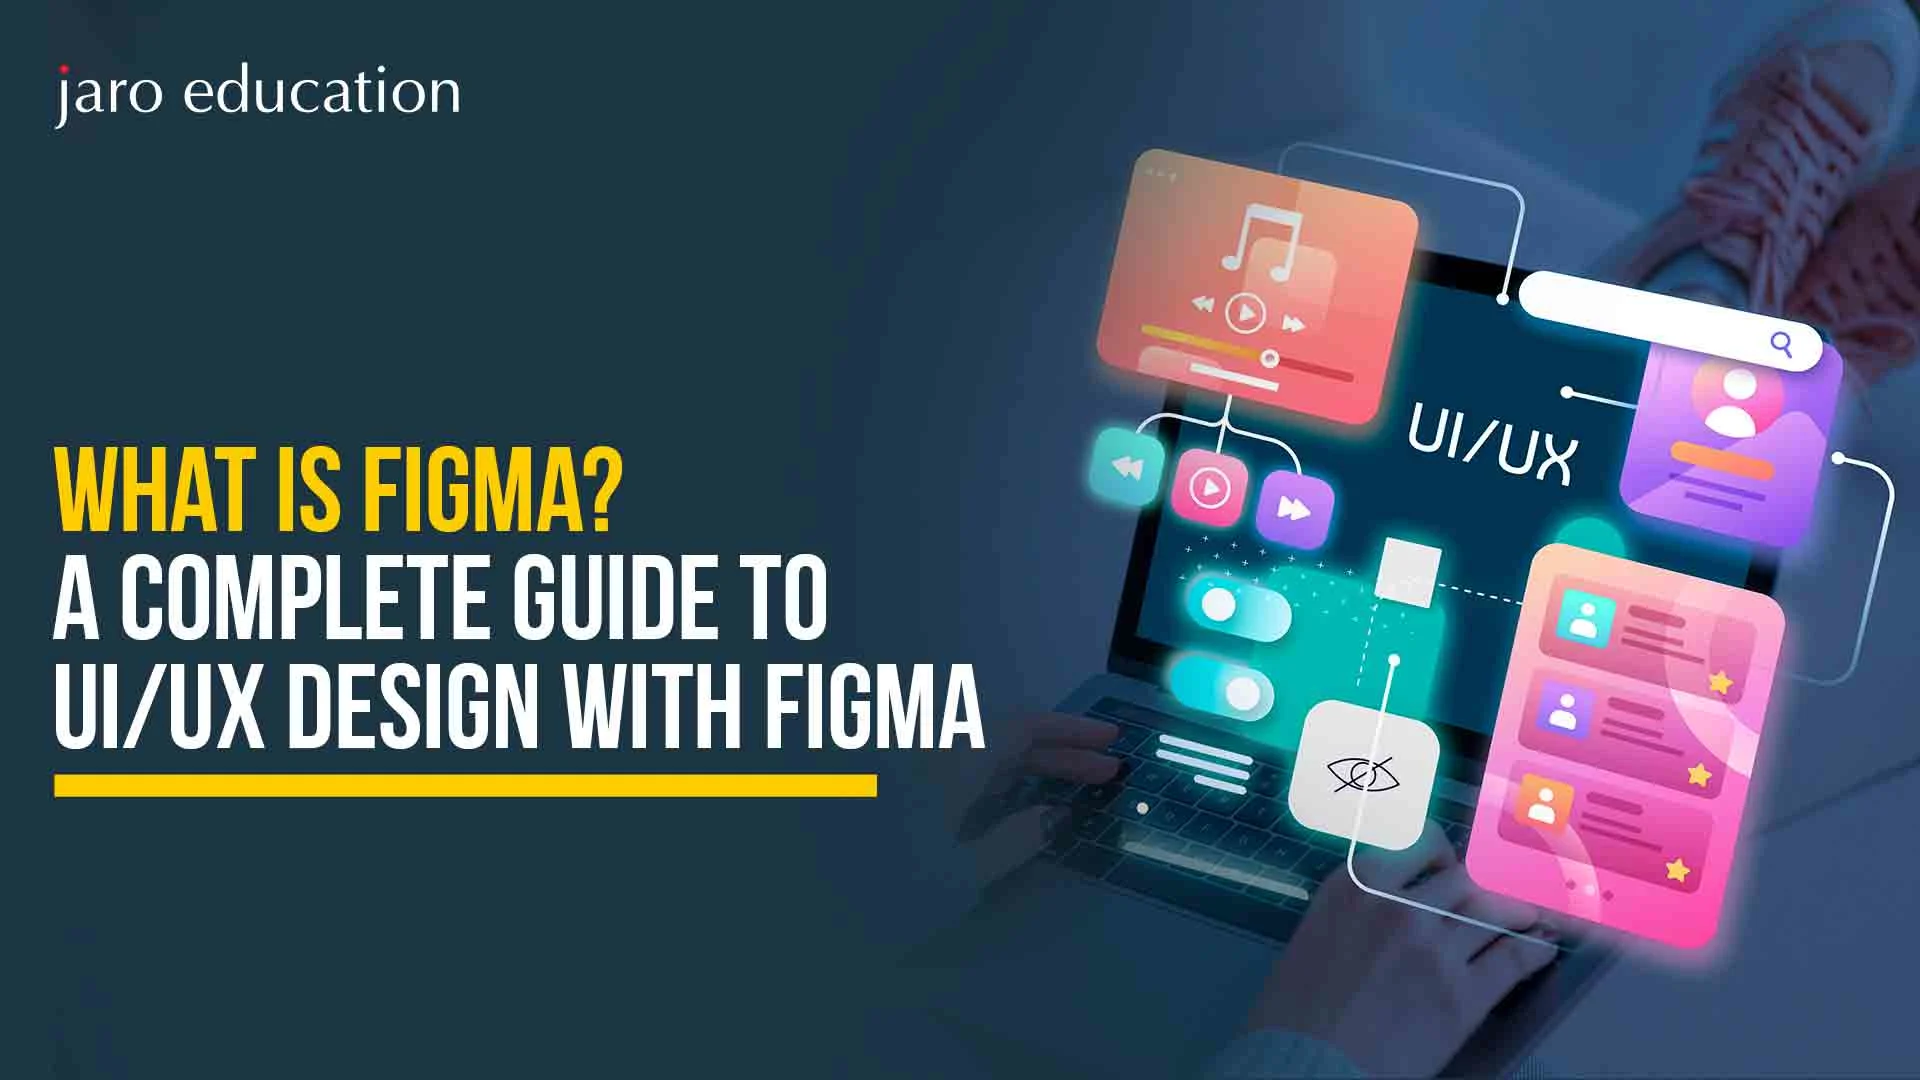 jaro education
WHAT IS FIGMA?
A COMPLETE GUIDE TO
UI/UX DESIGN WITH FIGMA
UI/UX